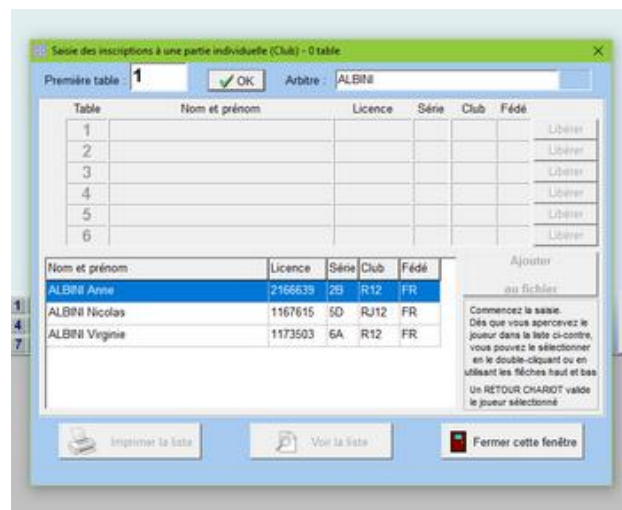 Saisie des inscriptions à une partie individuelle (Club) - 0 table
Première table : 1 OK Arbitre : ALBINI
Table Nom et prénom Licence Série Club Fédé
1 Libérer
2 Libérer
3 Libérer
4 Libérer
5 Libérer
6 Libérer
Nom et prénom Licence Série Club Fédé
ALBINI Anne 2166639 2B R12 FR
ALBINI Nicolas 1167615 5D RJ12 FR
ALBINI Virginie 1173503 6A R12 FR
Ajouter
au fichier
Commencez la saisie.
Dès que vous apercevez le
joueur dans la liste ci-contre,
vous pouvez le sélectionner
en le double-cliquant ou en
utilisant les flèches haut et bas
Un RETOUR CHARIOT valide
le joueur sélectionné
1
4
7
Imprimer la liste Voir la liste Fermer cette fenêtre